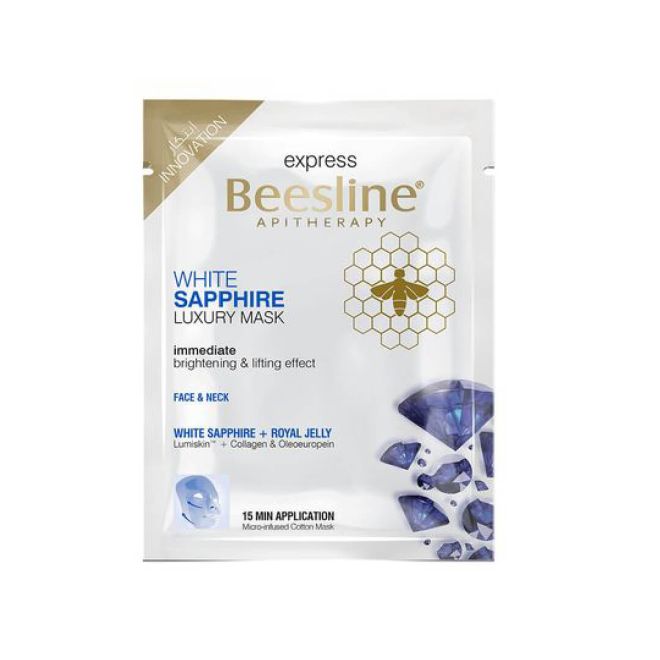 ابتكار
INNOVATION
express
Beesline®
APITHERAPY
WHITE
SAPPHIRE
LUXURY MASK
immediate
brightening & lifting effect
FACE & NECK
WHITE SAPPHIRE + ROYAL JELLY
Lumiskin™ + Collagen & Oleoeuropein
15 MIN APPLICATION
Micro-infused Cotton Mask